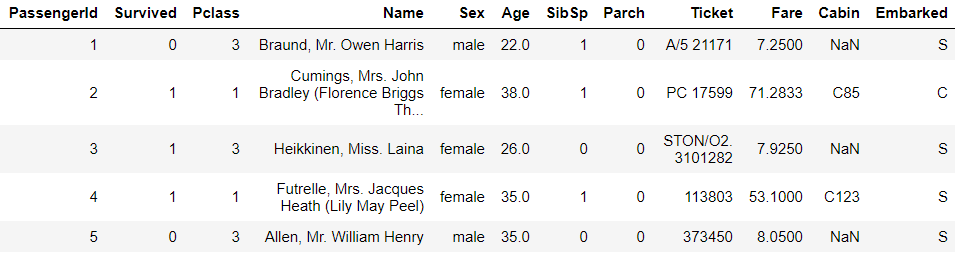 PassengerId Survived Pclass Name Sex Age SibSp Parch Ticket Fare Cabin Embarked
1 0 3 Braund, Mr. Owen Harris male 22.0 1 0 A/5 21171 7.2500 NaN S
Cumings, Mrs. John
2 1 1 Bradley (Florence Briggs female 38.0 1 0 PC 17599 71.2833 C85 C
Th...
3 1 3 Heikkinen, Miss. Laina female 26.0 0 0 STON/O2. 7.9250 NaN S
3101282
4 1 1 Futrelle, Mrs. Jacques female 35.0 1 0 113803 53.1000 C123 S
Heath (Lily May Peel)
5 0 3 Allen, Mr. William Henry male 35.0 0 0 373450 8.0500 NaN S